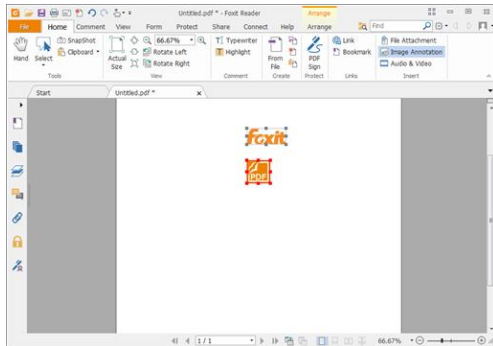 Untitled.pdf * - Foxit Reader
Arrange
File
Home
Comment
View
Form
Protect
Share
Connect
Help
Arrange
Find
Hand
Select
SnapShot
Clipboard
Tools
Actual
Size
66.67%
Rotate Left
Rotate Right
View
Typewriter
Highlight
Comment
From
File
Create
PDF
Sign
Protect
Link
Bookmark
Links
File Attachment
Image Annotation
Audio & Video
Insert
Start
Untitled.pdf *
foxit
PDF
1 / 1
66.67%